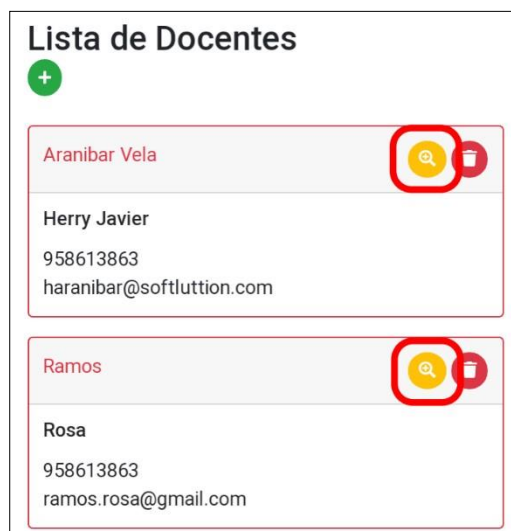 Lista de Docentes
Aranibar Vela
Herry Javier
958613863
haranibar@softluttion.com
Ramos
Rosa
958613863
ramos.rosa@gmail.com